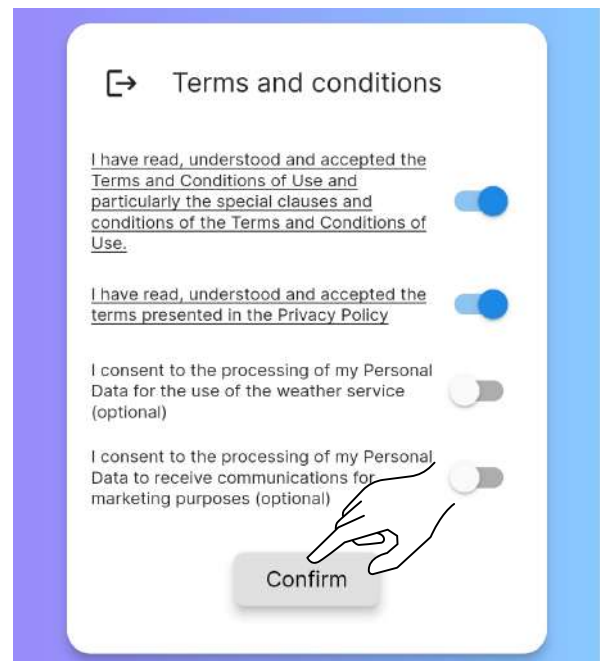 Terms and conditions
I have read, understood and accepted the
Terms and Conditions of Use and
particularly the special clauses and
conditions of the Terms and Conditions of
Use.
I have read, understood and accepted the
terms presented in the Privacy Policy
I consent to the processing of my Personal
Data for the use of the weather service
(optional)
I consent to the processing of my Personal
Data to receive communications for
marketing purposes (optional)
Confirm